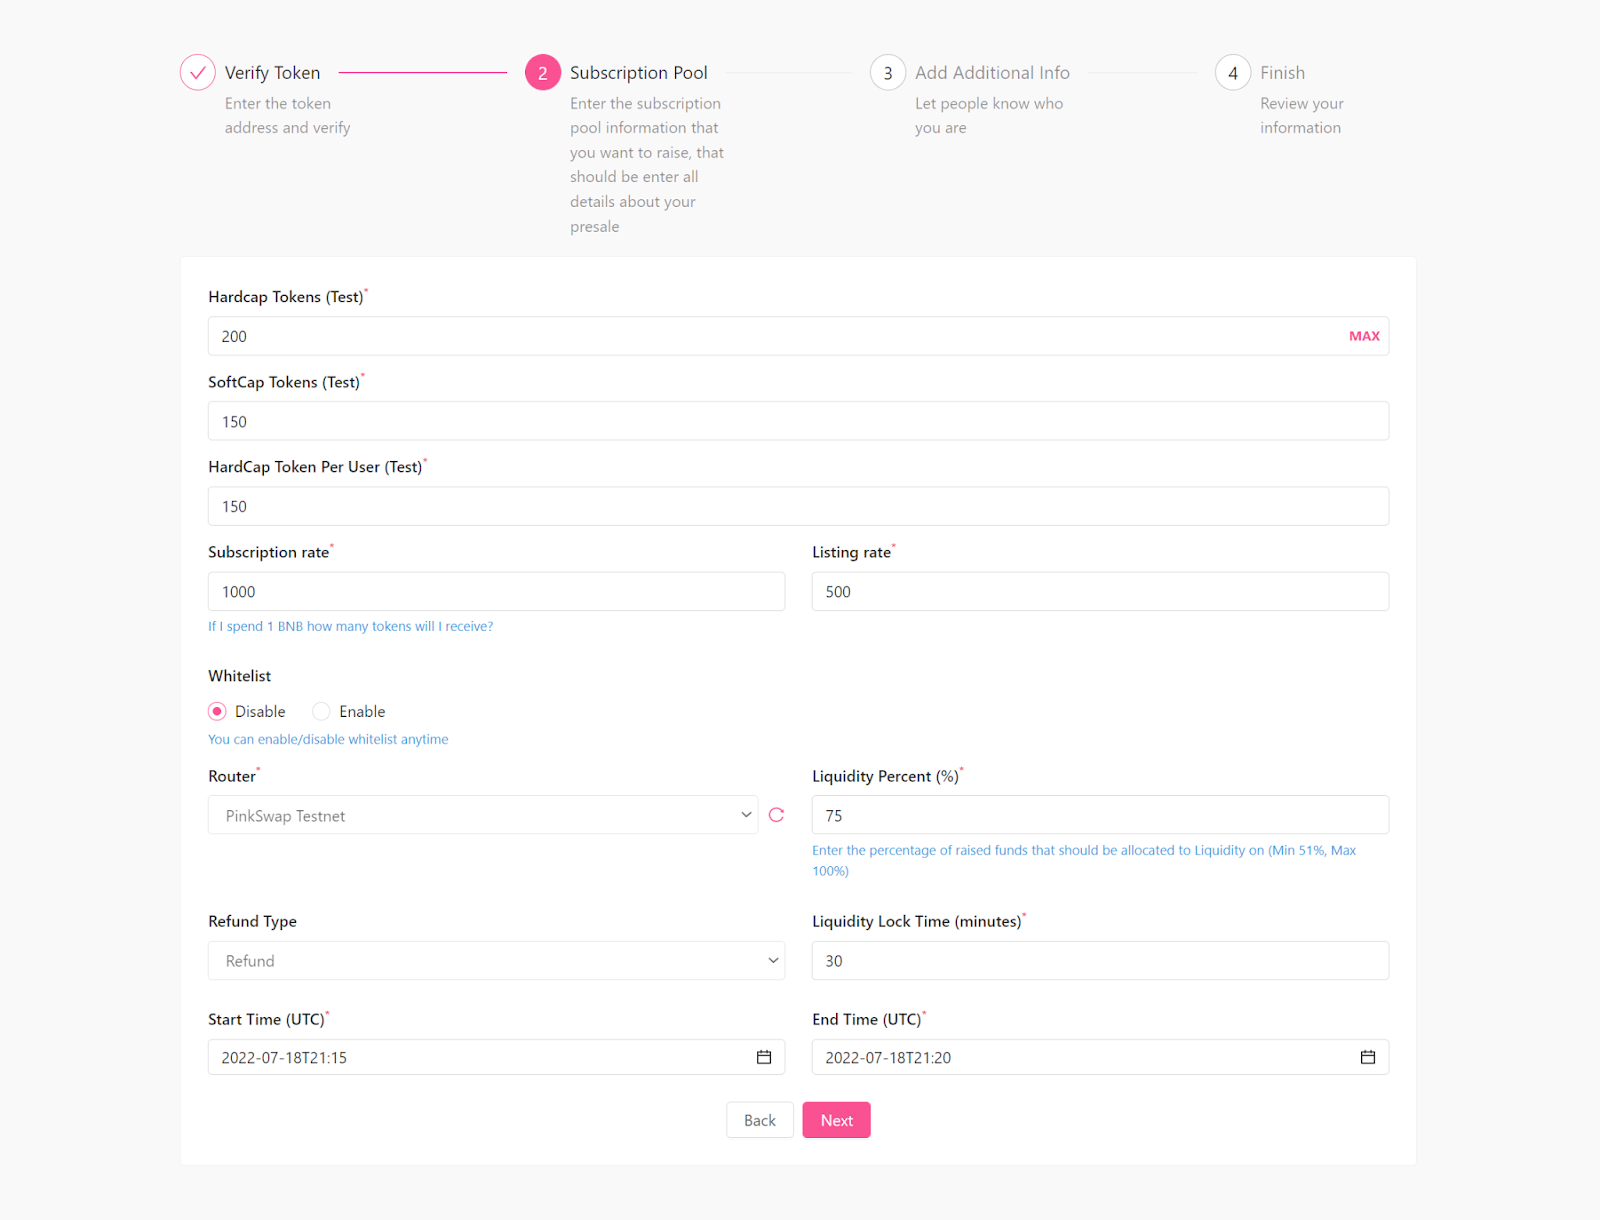 Verify Token
Enter the token
address and verify
2
Subscription Pool
Enter the subscription
pool information that
you want to raise, that
should be enter all
details about your
presale
3
Add Additional Info
Let people know who
you are
4
Finish
Review your
information
Hardcap Tokens (Test)*
200
MAX
SoftCap Tokens (Test)*
150
HardCap Token Per User (Test)*
150
Subscription rate*
1000
If I spend 1 BNB how many tokens will I receive?
Listing rate*
500
Whitelist
Disable
Enable
You can enable/disable whitelist anytime
Router*
PinkSwap Testnet
Liquidity Percent (%)*
75
Enter the percentage of raised funds that should be allocated to Liquidity on (Min 51%, Max
100%)
Refund Type
Refund
Liquidity Lock Time (minutes)*
30
Start Time (UTC)*
2022-07-18T21:15
End Time (UTC)*
2022-07-18T21:20
Back
Next